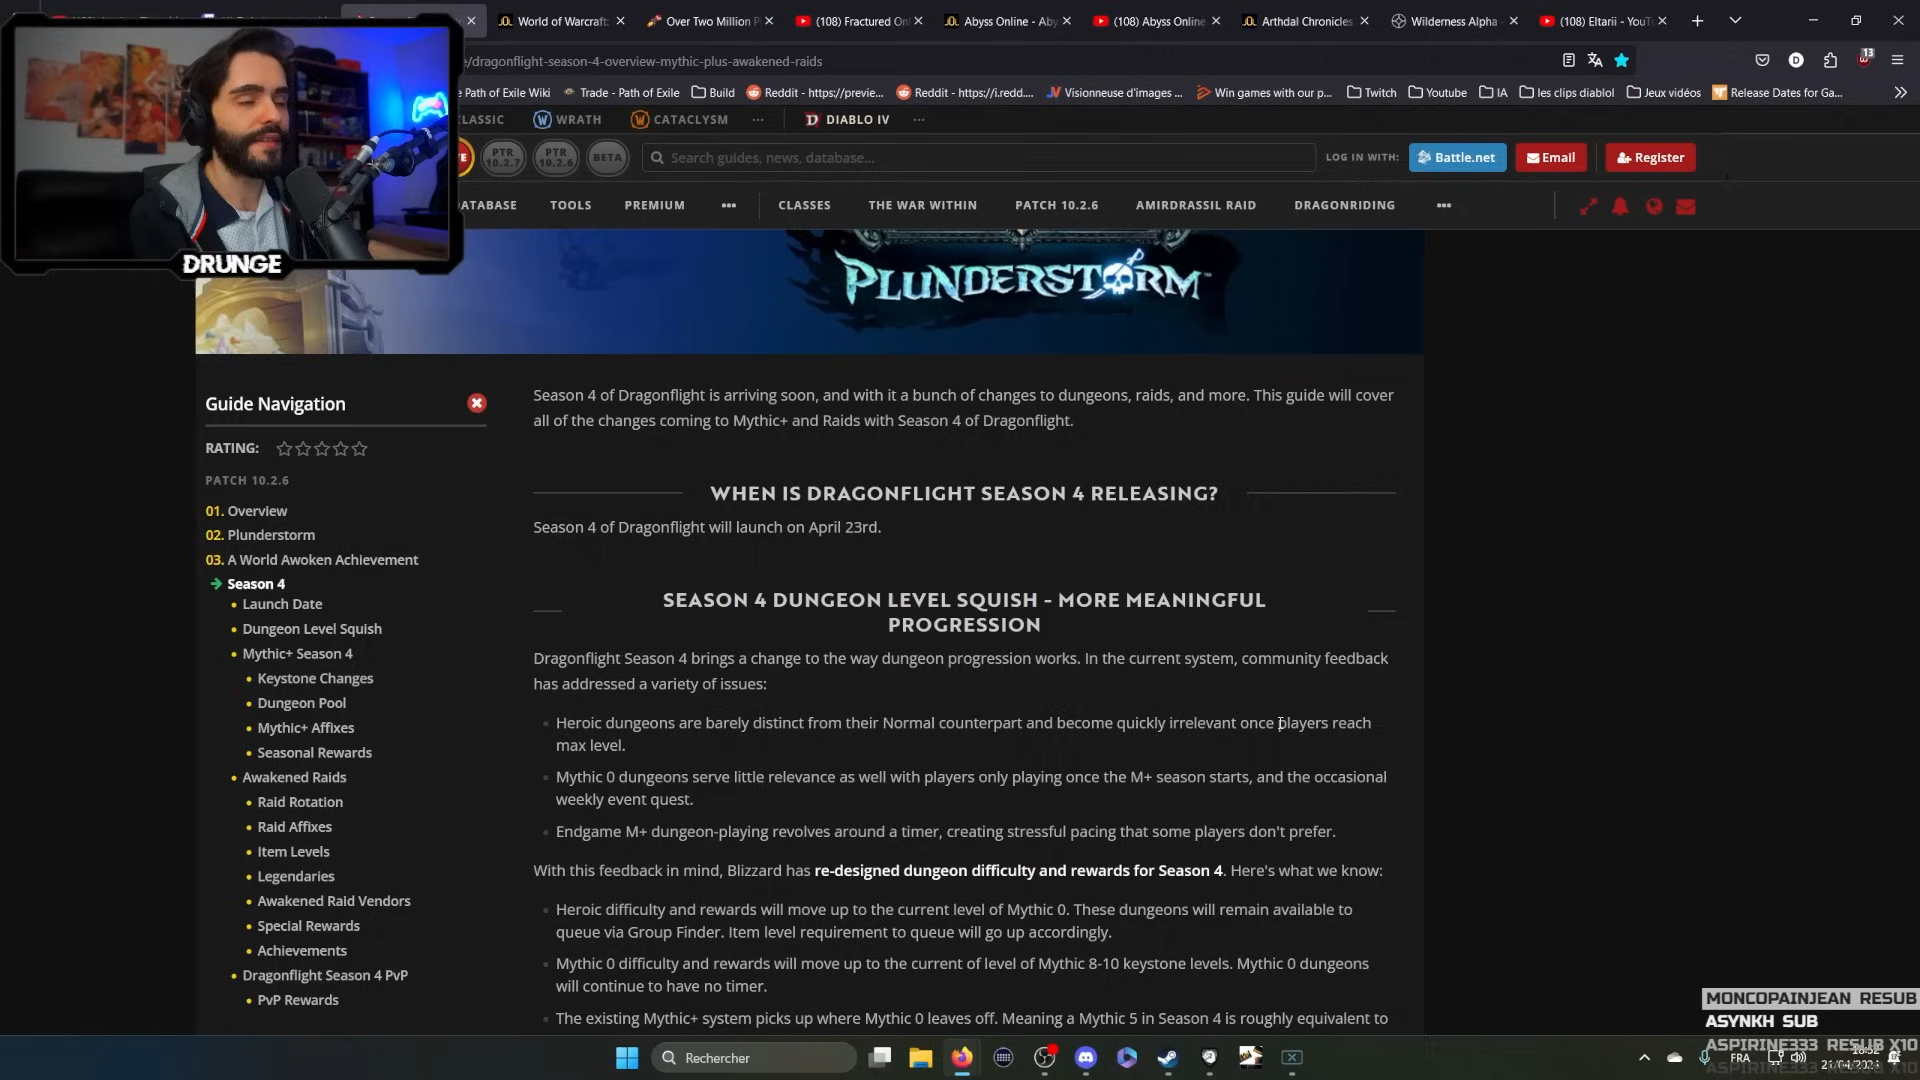 World of Warcraft:
Over Two Million P
(108) Fractured Onl
Abyss Online - Aby
(108) Abyss Online
Arthdal Chronicles
Wilderness Alpha -
(108) Eltarii - YouTu
e/dragonflight-season-4-overview-mythic-plus-awakened-raids
13
Path of Exile Wiki
Trade - Path of Exile
Build
Reddit - https://previe...
Reddit - https://i.redd....
Visionneuse d'images ...
Win games with our p...
Twitch
Youtube
IA
les clips diablol
Jeux vidéos
Release Dates for Ga...
CLASSIC
WRATH
CATACLYSM
DIABLO IV
PTR 10.2.7
PTR 10.2.6
BETA
Search guides, news, database...
LOG IN WITH:
Battle.net
Email
Register
DATABASE
TOOLS
PREMIUM
CLASSES
THE WAR WITHIN
PATCH 10.2.6
AMIRDRASSIL RAID
DRAGONRIDING
DRUNGE
PLUNDERSTORM
Guide Navigation
RATING:
PATCH 10.2.6
01. Overview
02. Plunderstorm
03. A World Awoken Achievement
Season 4
Launch Date
Dungeon Level Squish
Mythic+ Season 4
Keystone Changes
Dungeon Pool
Mythic+ Affixes
Seasonal Rewards
Awakened Raids
Raid Rotation
Raid Affixes
Item Levels
Legendaries
Awakened Raid Vendors
Special Rewards
Achievements
Dragonflight Season 4 PvP
PvP Rewards
Season 4 of Dragonflight is arriving soon, and with it a bunch of changes to dungeons, raids, and more. This guide will cover
all of the changes coming to Mythic+ and Raids with Season 4 of Dragonflight.
WHEN IS DRAGONFLIGHT SEASON 4 RELEASING?
Season 4 of Dragonflight will launch on April 23rd.
SEASON 4 DUNGEON LEVEL SQUISH - MORE MEANINGFUL
PROGRESSION
Dragonflight Season 4 brings a change to the way dungeon progression works. In the current system, community feedback
has addressed a variety of issues:
Heroic dungeons are barely distinct from their Normal counterpart and become quickly irrelevant once players reach
max level.
Mythic 0 dungeons serve little relevance as well with players only playing once the M+ season starts, and the occasional
weekly event quest.
Endgame M+ dungeon-playing revolves around a timer, creating stressful pacing that some players don't prefer.
With this feedback in mind, Blizzard has re-designed dungeon difficulty and rewards for Season 4. Here's what we know:
Heroic difficulty and rewards will move up to the current level of Mythic 0. These dungeons will remain available to
queue via Group Finder. Item level requirement to queue will go up accordingly.
Mythic 0 difficulty and rewards will move up to the current of level of Mythic 8-10 keystone levels. Mythic 0 dungeons
will continue to have no timer.
The existing Mythic+ system picks up where Mythic 0 leaves off. Meaning a Mythic 5 in Season 4 is roughly equivalent to
MONCOPAINJEAN RESUB
ASYNKH SUB
ASPIRINE333 RESUB X10
Rechercher
FRA